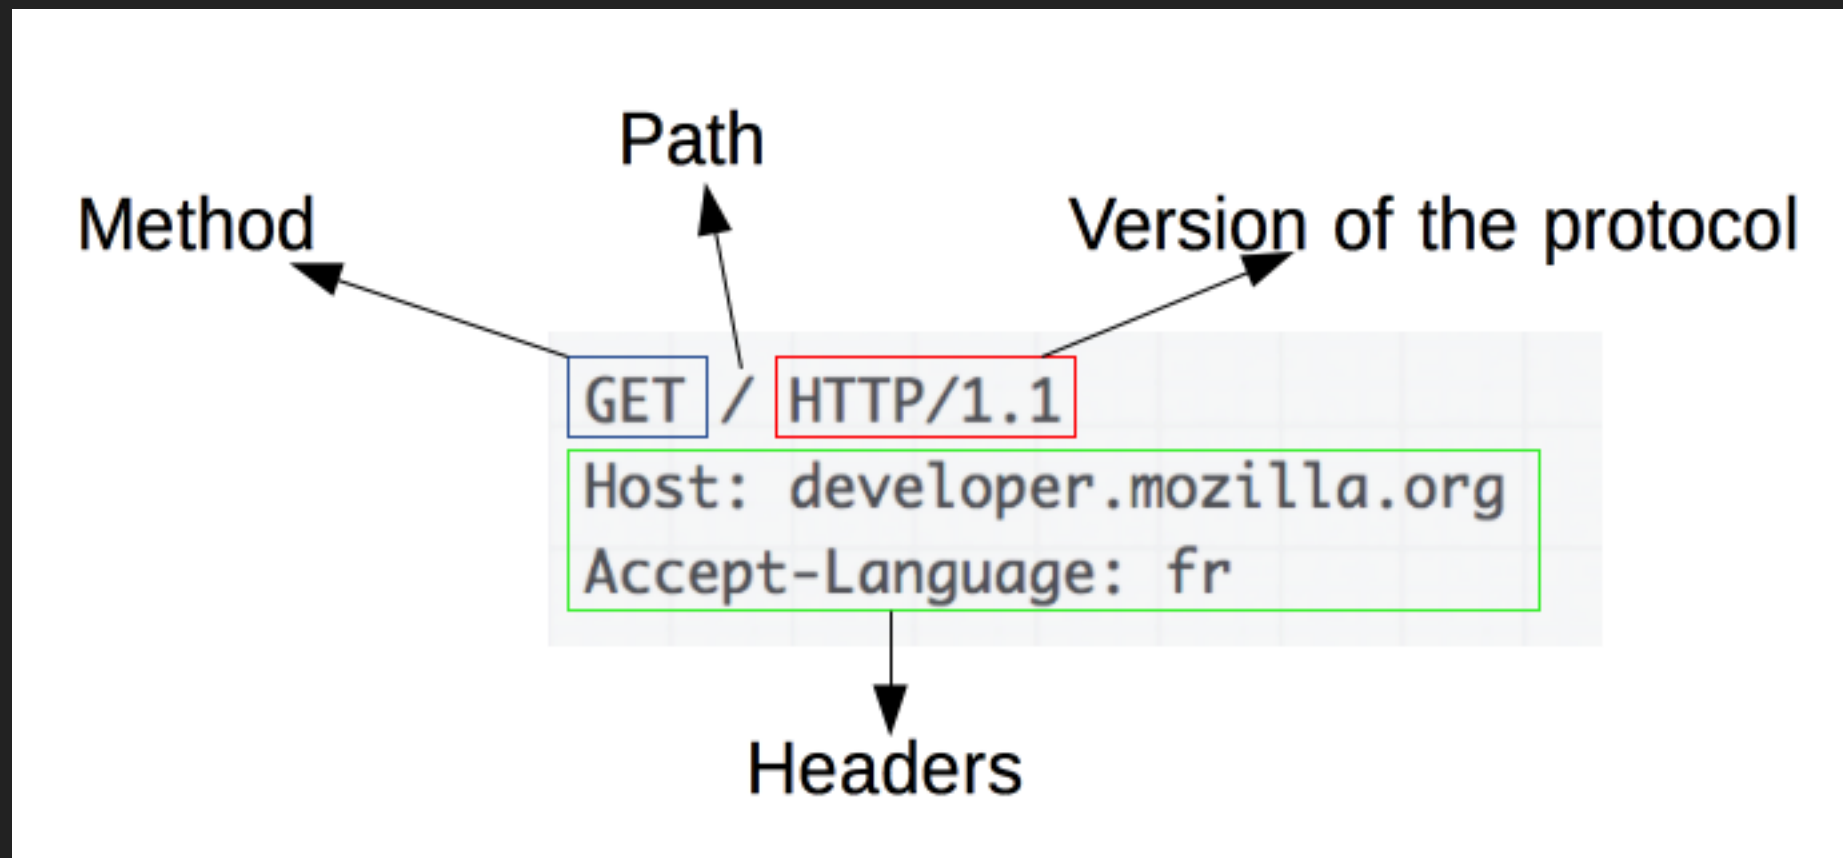 Path
Method
Version of the protocol
GET / HTTP/1.1
Host: developer.mozilla.org
Accept-Language: fr
Headers